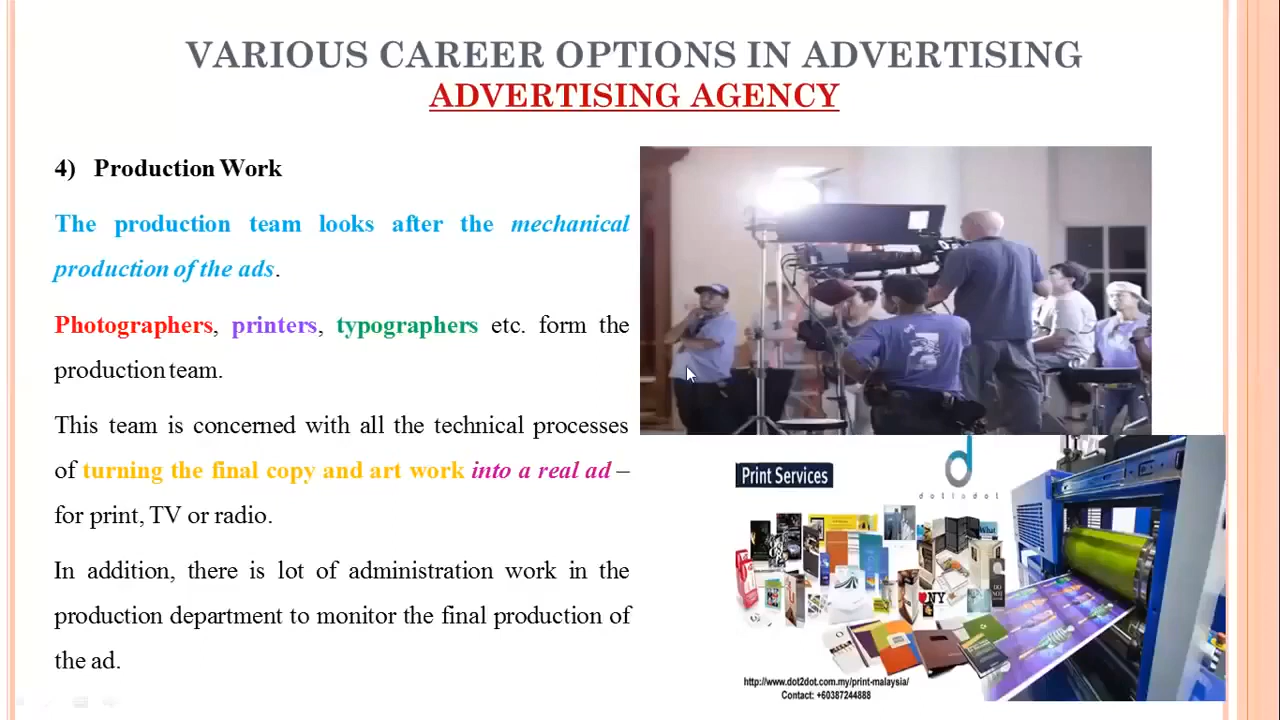 VARIOUS CAREER OPTIONS IN ADVERTISING
ADVERTISING AGENCY
4) Production Work
The production team looks after the mechanical
production of the ads.
Photographers, printers, typographers etc. form the
production team.
This team is concerned with all the technical processes
of turning the final copy and art work into a real ad –
for print, TV or radio.
In addition, there is lot of administration work in the
production department to monitor the final production of
the ad.
Print Services
dot2dot
What
NY
http://www.dot2dot.com.my/print-malaysia/
Contact: +60387244888